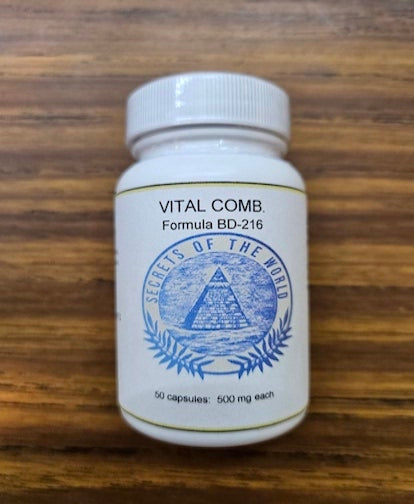 VITAL COMB.
Formula BD-216
SECRETS OF THE WORLD
50 capsules: 500 mg each